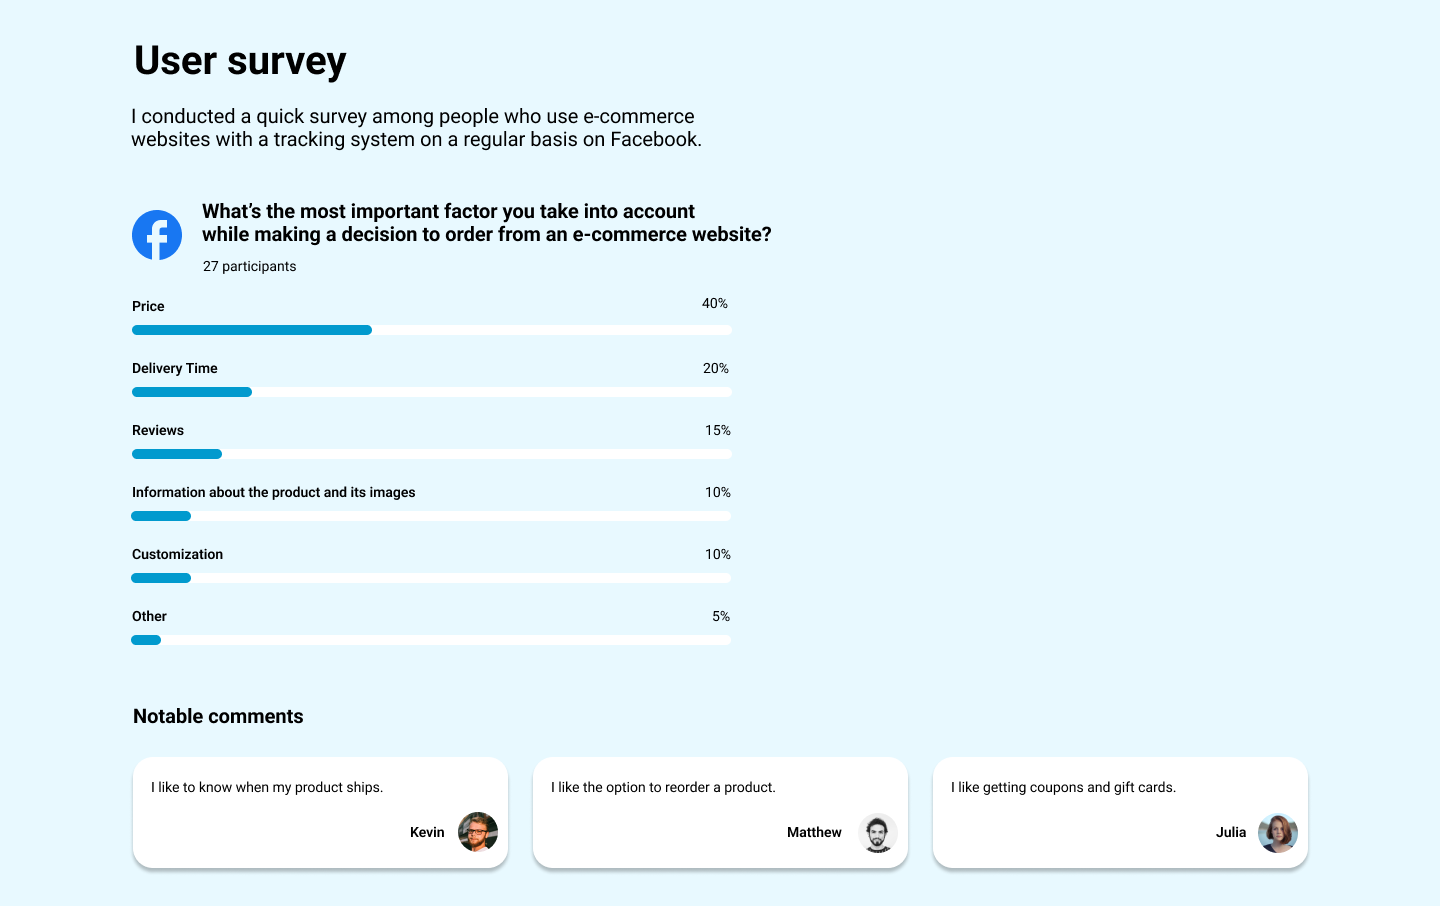 User survey
I conducted a quick survey among people who use e-commerce
websites with a tracking system on a regular basis on Facebook.
What’s the most important factor you take into account
while making a decision to order from an e-commerce website?
27 participants
Price 40%
Delivery Time 20%
Reviews 15%
Information about the product and its images 10%
Customization 10%
Other 5%
Notable comments
I like to know when my product ships.
Kevin
I like the option to reorder a product.
Matthew
I like getting coupons and gift cards.
Julia